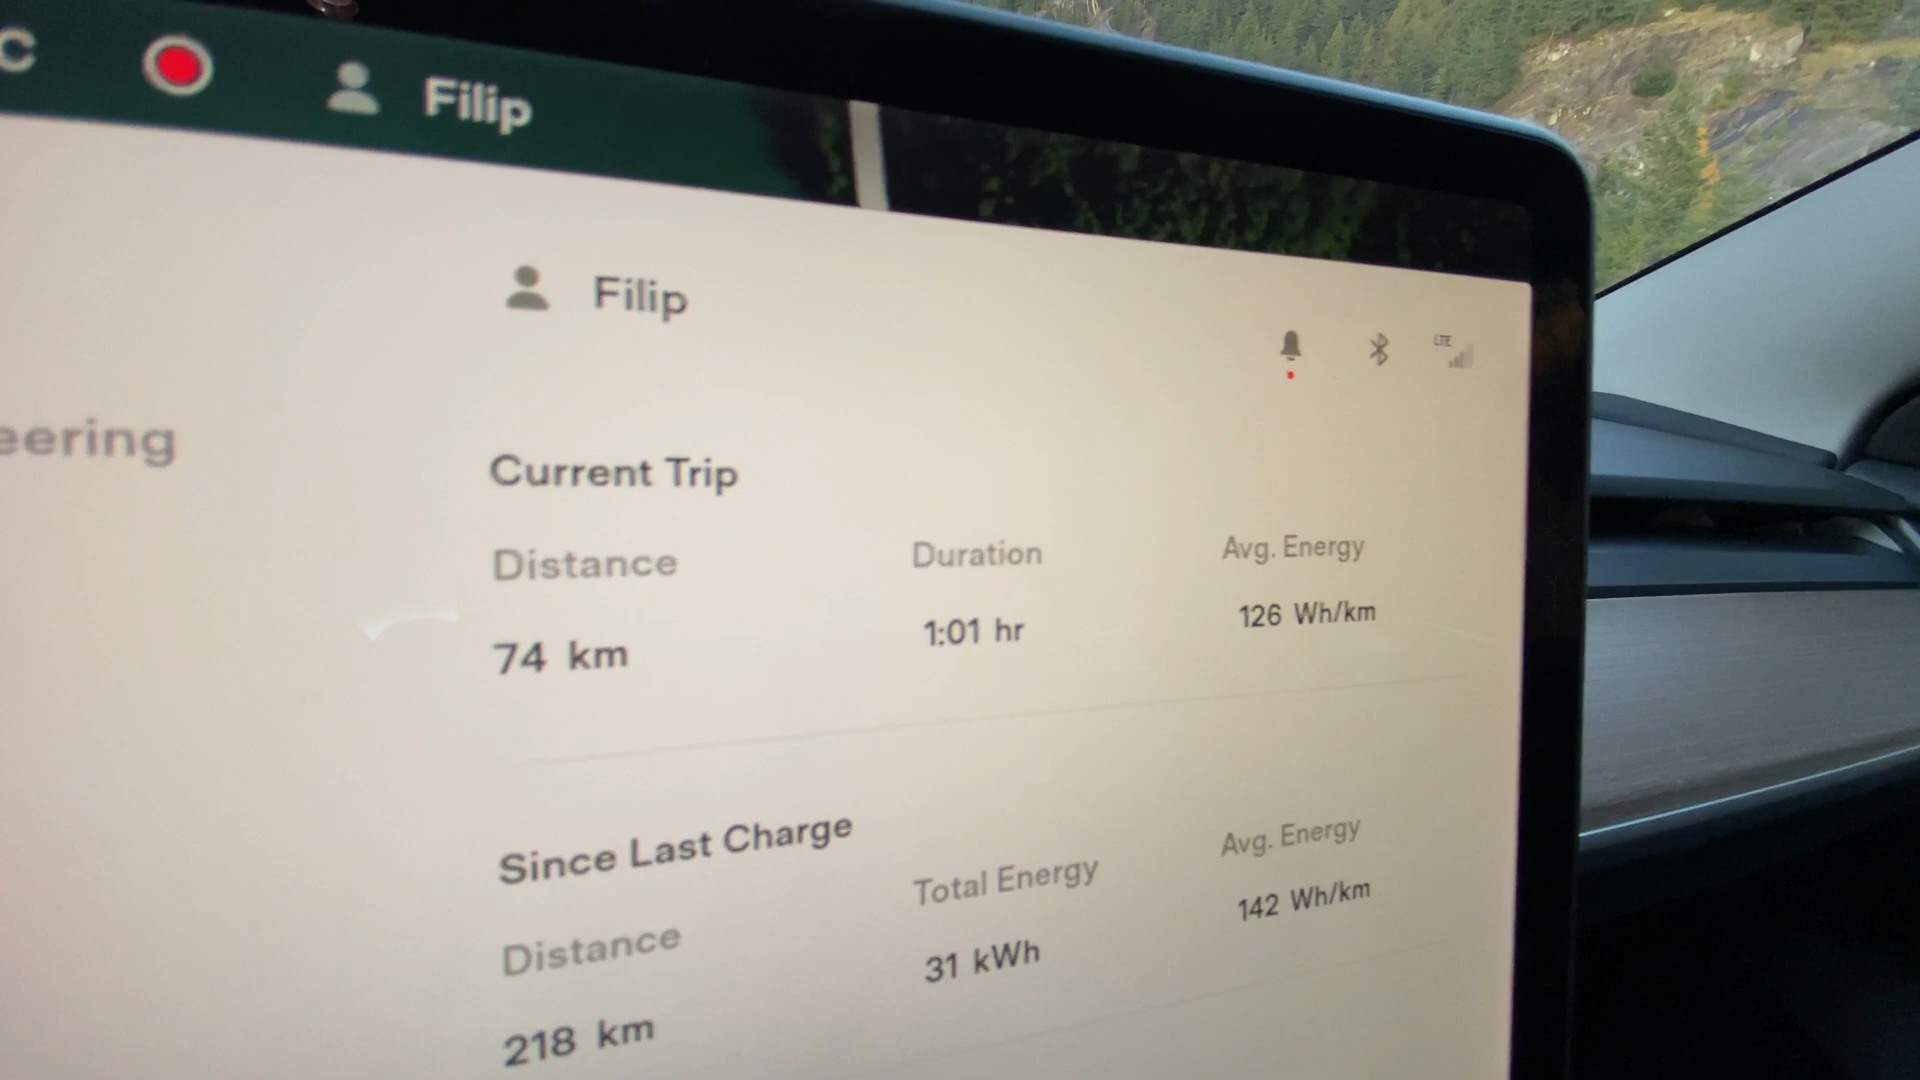 C Filip
Filip
LTE
eering
Current Trip
Distance Duration Avg. Energy
74 km 1:01 hr 126 Wh/km
Since Last Charge
Distance Total Energy Avg. Energy
218 km 31 kWh 142 Wh/km